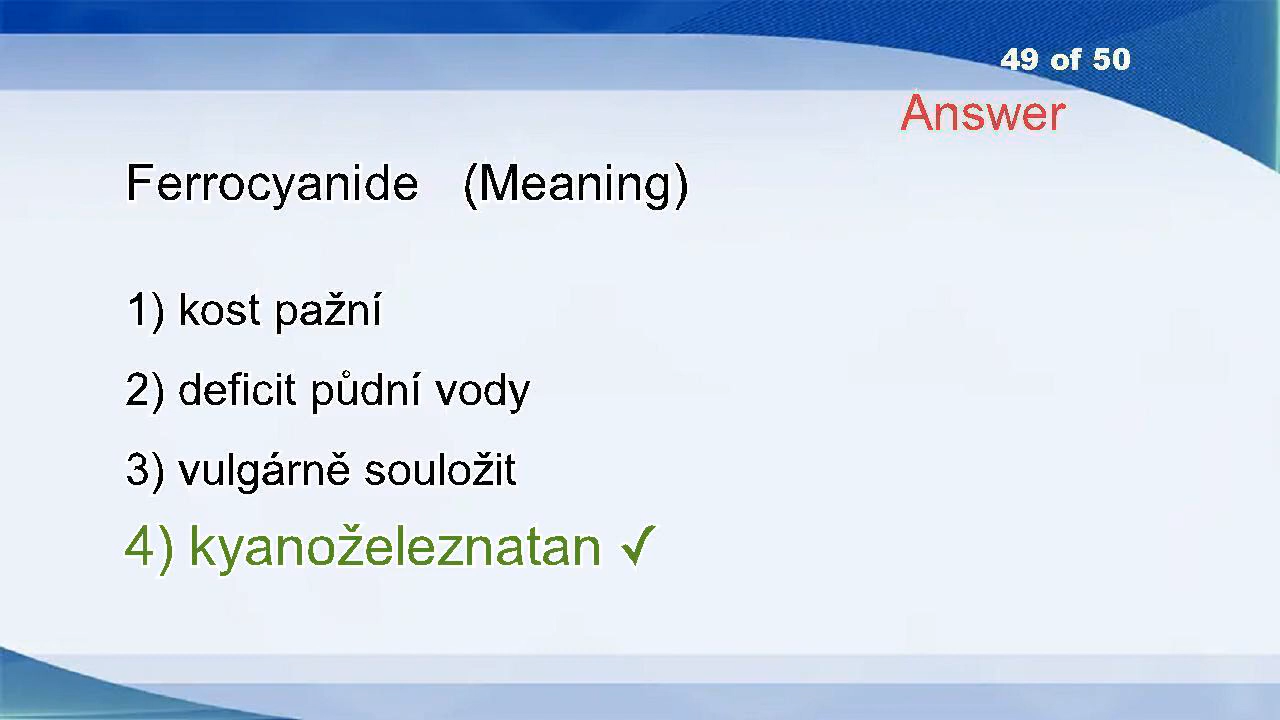 49 of 50
Answer
Ferrocyanide (Meaning)
1) kost pažní
2) deficit půdní vody
3) vulgárně souložit
4) kyanoželeznatan ✓